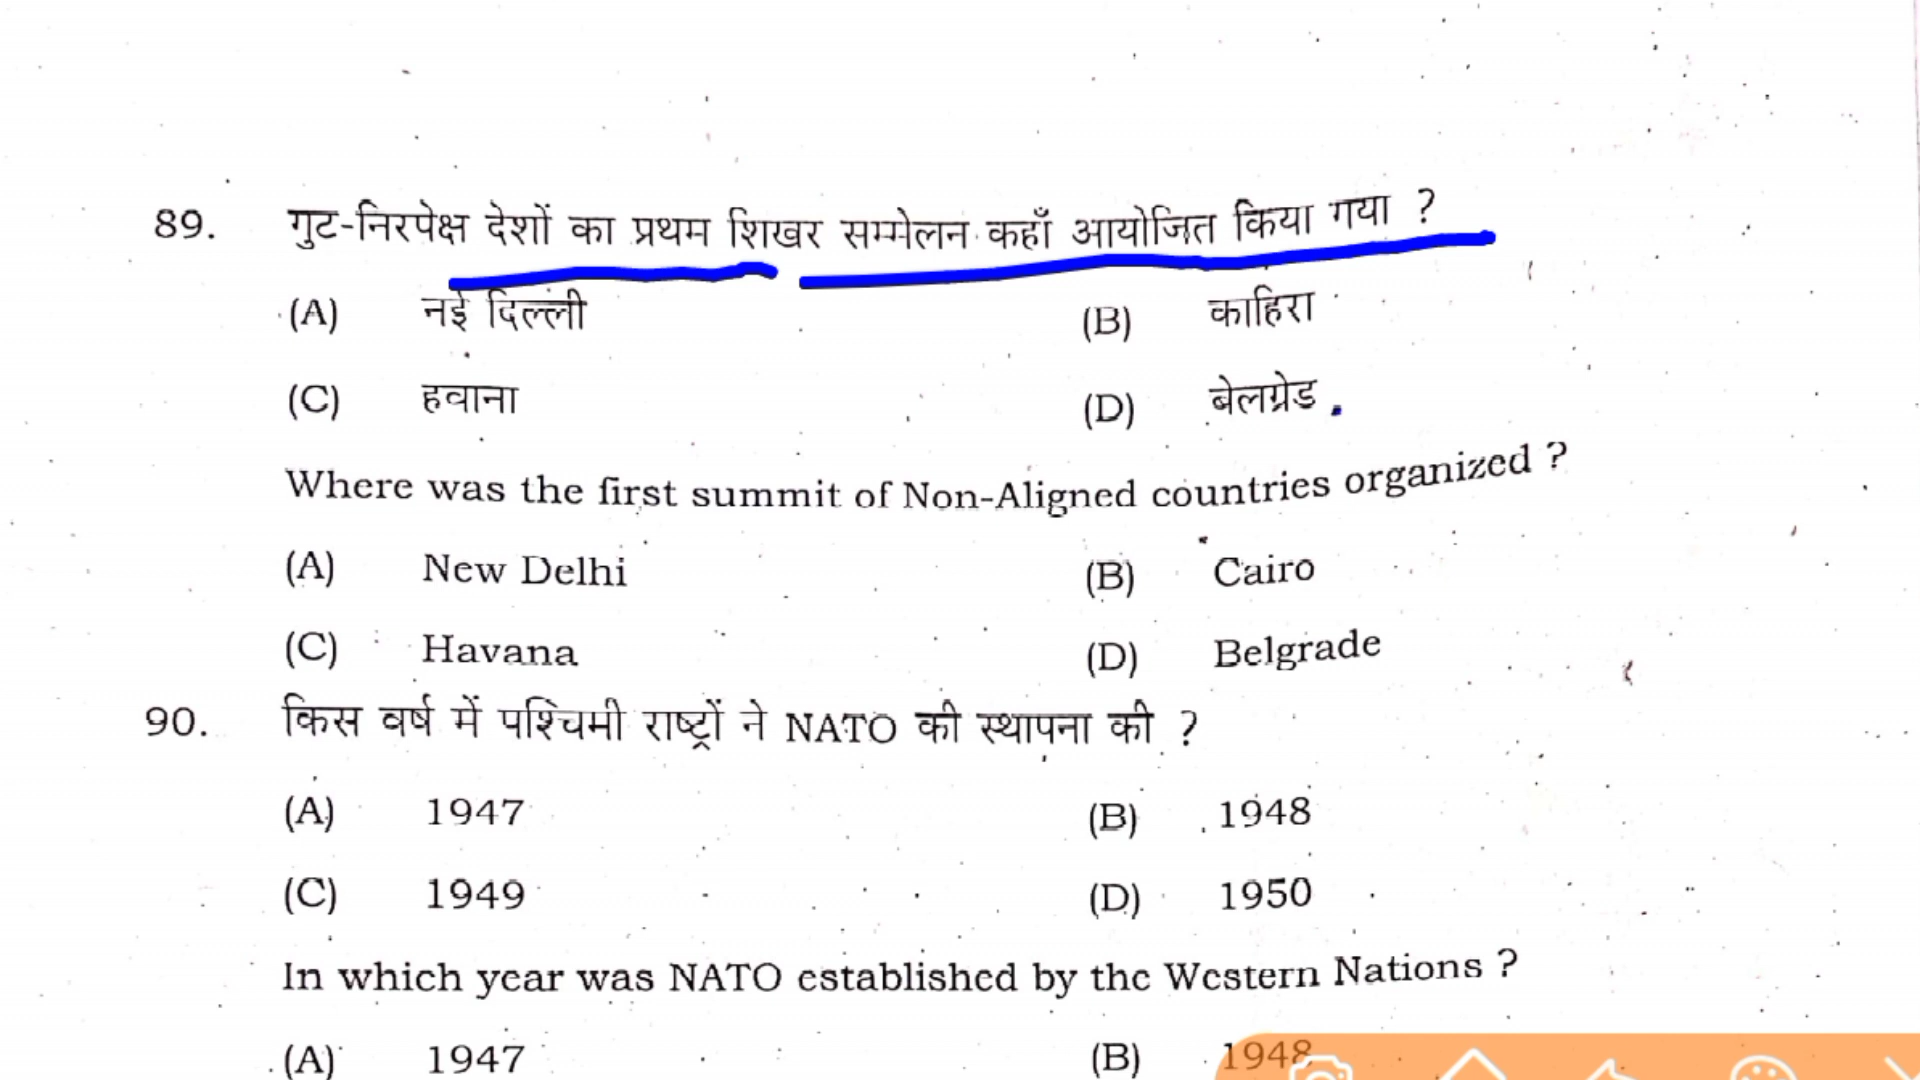 89. गुट-निरपेक्ष देशों का प्रथम शिखर सम्मेलन कहाँ आयोजित किया गया ?
(A) नई दिल्ली (B) काहिरा
(C) हवाना (D) बेलग्रेड
Where was the first summit of Non-Aligned countries organized ?
(A) New Delhi (B) Cairo
(C) Havana (D) Belgrade
90. किस वर्ष में पश्चिमी राष्ट्रों ने NATO की स्थापना की ?
(A) 1947 (B) 1948
(C) 1949 (D) 1950
In which year was NATO established by the Western Nations ?
(A) 1947 (B) 1948